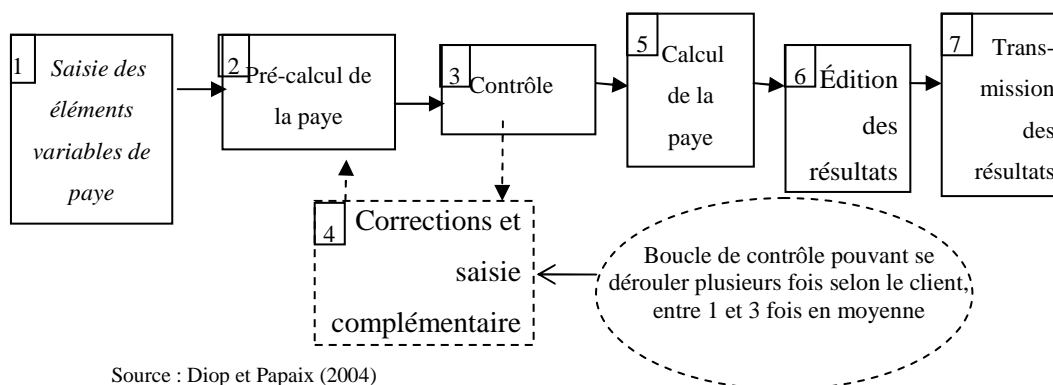 1
Saisie des
éléments
variables de
paye
2
Pré-calcul de
la paye
3
Contrôle
5
Calcul
de la
paye
6
Édition
des
résultats
7
Trans-
mission
des
résultats
4
Corrections et
saisie
complémentaire
Boucle de contrôle pouvant se
dérouler plusieurs fois selon le client,
entre 1 et 3 fois en moyenne
Source : Diop et Papaix (2004)